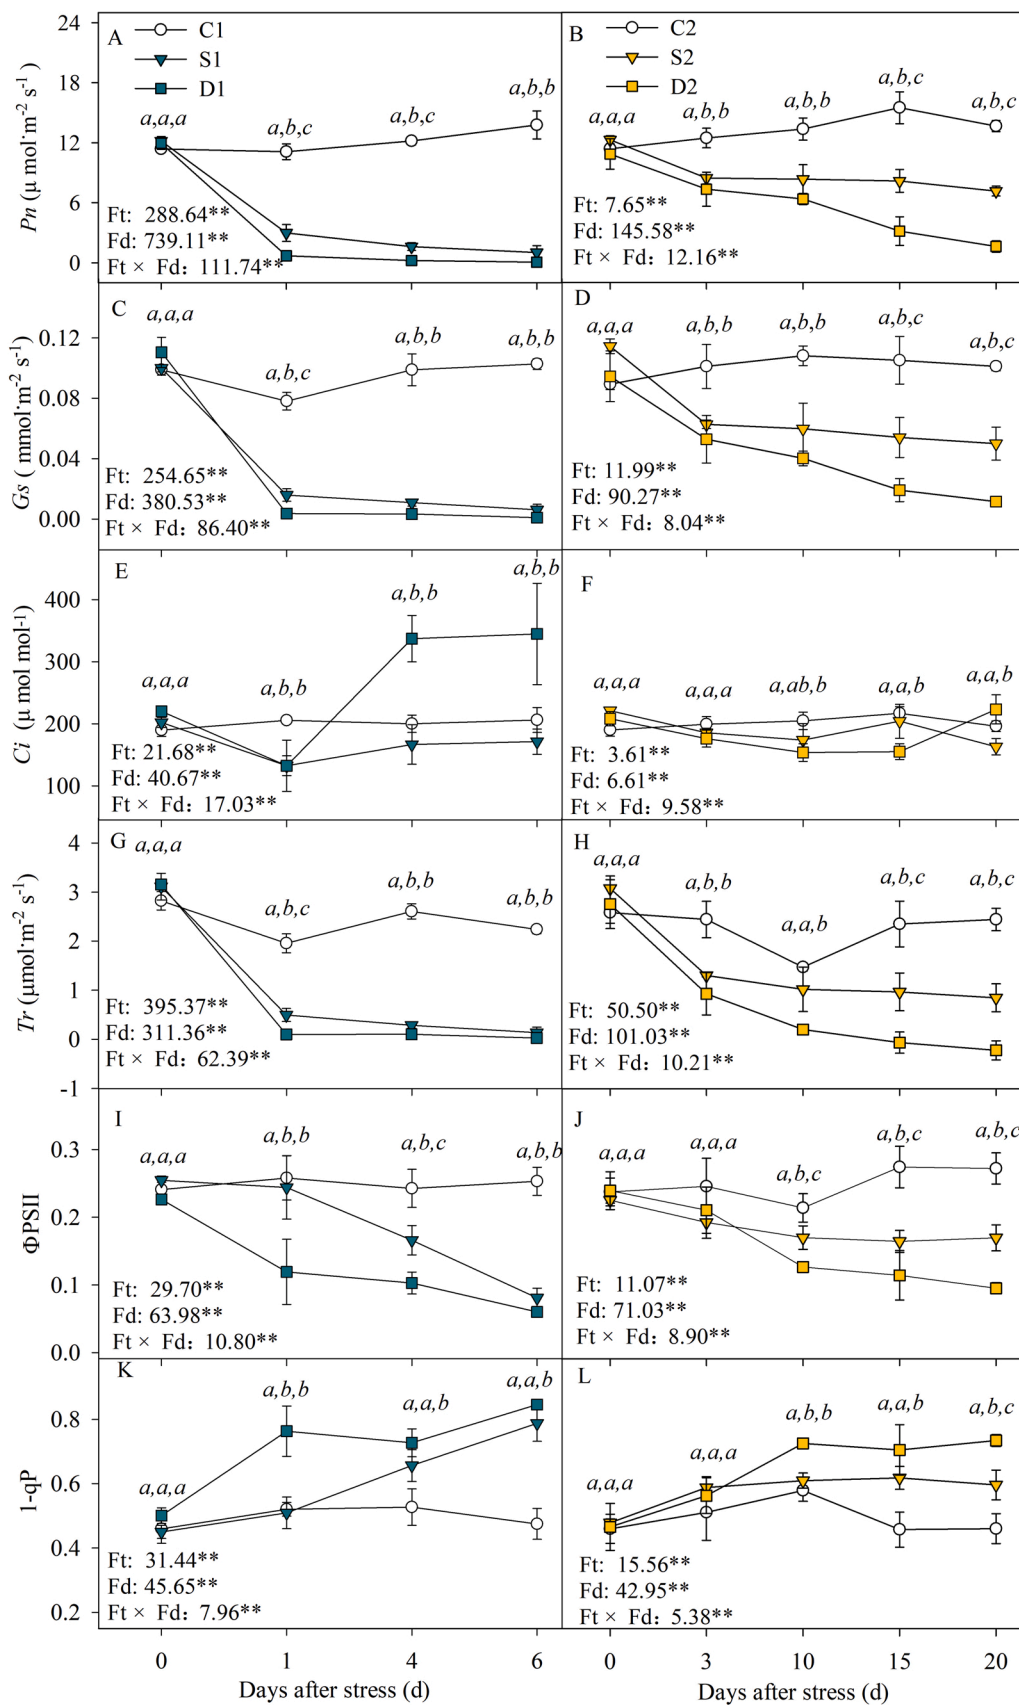 A
C1
S1
D1
24
18
12
6
0
Pn (μ mol·m-2 s-1)
a,a,a
a,b,c
a,b,c
a,b,b
Ft: 288.64**
Fd: 739.11**
Ft × Fd: 111.74**
B
C2
S2
D2
a,a,a
a,b,b
a,b,b
a,b,c
a,b,c
Ft: 7.65**
Fd: 145.58**
Ft × Fd: 12.16**
C
0.12
0.08
0.04
0.00
Gs ( mmol·m-2 s-1)
a,a,a
a,b,c
a,b,b
a,b,b
Ft: 254.65**
Fd: 380.53**
Ft × Fd: 86.40**
D
a,a,a
a,b,b
a,b,b
a,b,c
a,b,c
Ft: 11.99**
Fd: 90.27**
Ft × Fd: 8.04**
E
400
300
200
100
Ci (μ mol mol-1)
a,a,a
a,b,b
a,b,b
a,b,b
Ft: 21.68**
Fd: 40.67**
Ft × Fd: 17.03**
F
a,a,a
a,a,a
a,ab,b
a,a,b
a,a,b
Ft: 3.61**
Fd: 6.61**
Ft × Fd: 9.58**
G
4
3
2
1
0
-1
Tr (μmol·m-2 s-1)
a,a,a
a,b,c
a,b,b
a,b,b
Ft: 395.37**
Fd: 311.36**
Ft × Fd: 62.39**
H
a,a,a
a,b,b
a,a,b
a,b,c
a,b,c
Ft: 50.50**
Fd: 101.03**
Ft × Fd: 10.21**
I
0.3
0.2
0.1
0.0
ΦPSII
a,a,a
a,b,b
a,b,c
a,b,b
Ft: 29.70**
Fd: 63.98**
Ft × Fd: 10.80**
J
a,a,a
a,a,a
a,b,c
a,b,c
a,b,c
Ft: 11.07**
Fd: 71.03**
Ft × Fd: 8.90**
K
0.8
0.6
0.4
0.2
1-qP
a,a,a
a,b,b
a,a,b
a,a,b
Ft: 31.44**
Fd: 45.65**
Ft × Fd: 7.96**
L
a,a,a
a,a,a
a,b,b
a,a,b
a,b,c
Ft: 15.56**
Fd: 42.95**
Ft × Fd: 5.38**
0 1 4 6
Days after stress (d)
0 3 10 15 20
Days after stress (d)